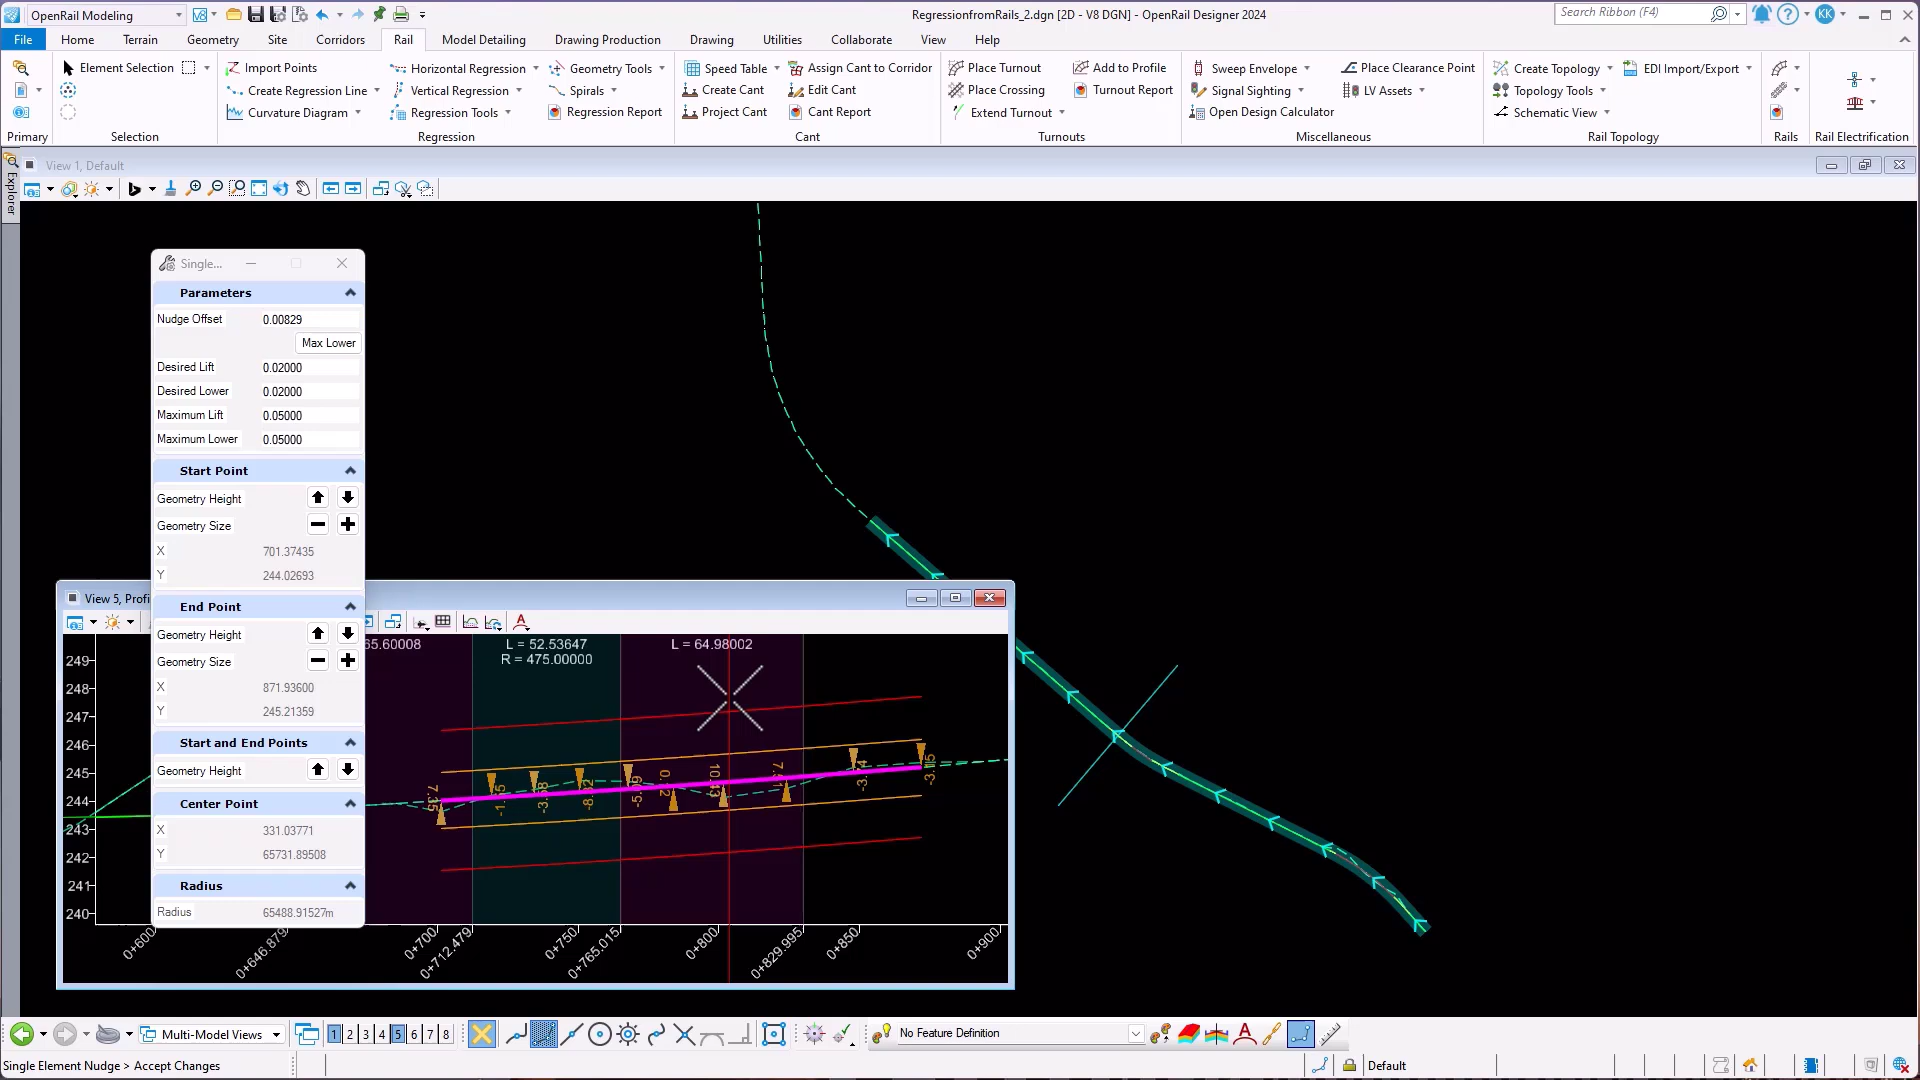 OpenRail Modeling
RegressionfromRails_2.dgn [2D - V8 DGN] - OpenRail Designer 2024
Search Ribbon (F4)
KK
File Home Terrain Geometry Site Corridors Rail Model Detailing Drawing Production Drawing Utilities Collaborate View Help
Element Selection Import Points Horizontal Regression Geometry Tools Speed Table Assign Cant to Corridor Place Turnout Add to Profile Sweep Envelope Place Clearance Point Create Topology EDI Import/Export
Create Regression Line Vertical Regression Spirals Create Cant Edit Cant Place Crossing Turnout Report Signal Sighting LV Assets Topology Tools
Curvature Diagram Regression Tools Regression Report Project Cant Cant Report Extend Turnout Open Design Calculator Schematic View
Primary Selection Regression Cant Turnouts Miscellaneous Rail Topology Rails Rail Electrification
Explorer
View 1, Default
Single...
Parameters
Nudge Offset 0.00829
Max Lower
Desired Lift 0.02000
Desired Lower 0.02000
Maximum Lift 0.05000
Maximum Lower 0.05000
Start Point
Geometry Height
Geometry Size
X 701.37435
Y 244.02693
End Point
Geometry Height
Geometry Size
X 871.93600
Y 245.21359
Start and End Points
Geometry Height
Center Point
X 331.03771
Y 65731.89508
Radius
Radius 65488.91527m
View 5, Profi
65.60008 L = 52.53647 L = 64.98002
R = 475.00000
249
248
247
246
245
244
243
242
241
240
7.35 -1.85 -8.82 -5.09 10.43
0+600 0+646.879 0+700 0+712.479 0+750 0+765.015 0+800 0+829.995 0+850 0+900
Multi-Model Views 1 2 3 4 5 6 7 8 No Feature Definition
Single Element Nudge > Accept Changes Default